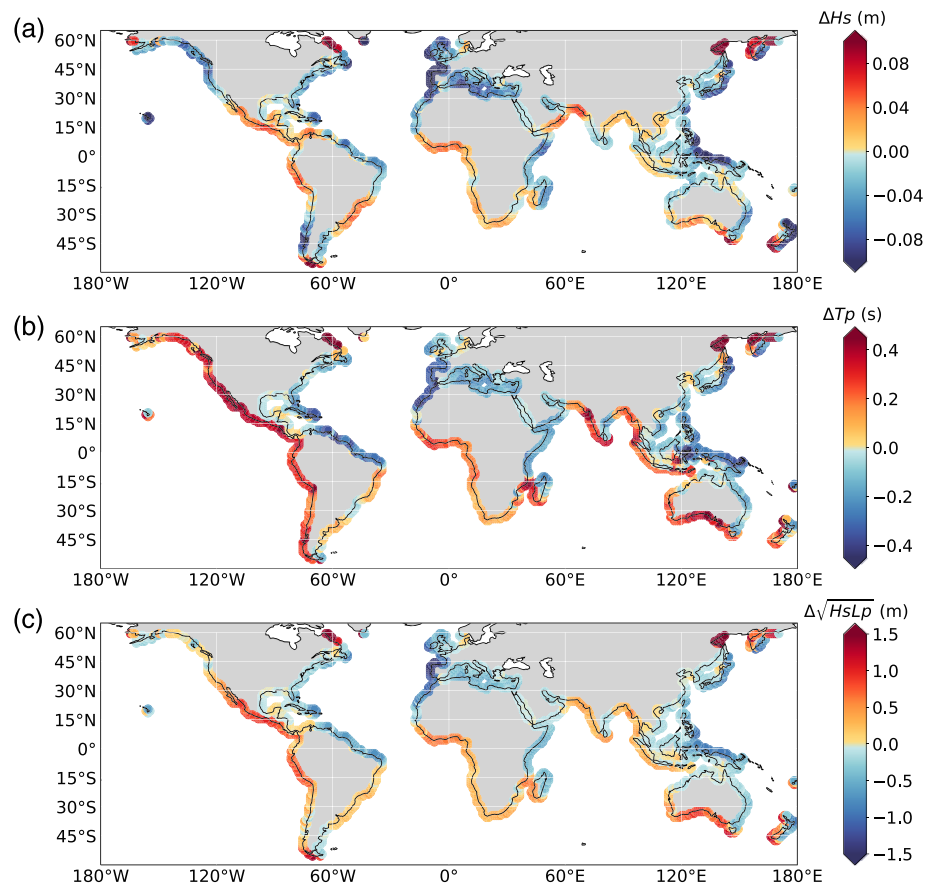 (a)
ΔHs (m)
60°N
45°N
30°N
15°N
0°
15°S
30°S
45°S
180°W 120°W 60°W 0° 60°E 120°E 180°E
0.08
0.04
0.00
−0.04
−0.08
(b)
ΔTp (s)
60°N
45°N
30°N
15°N
0°
15°S
30°S
45°S
180°W 120°W 60°W 0° 60°E 120°E 180°E
0.4
0.2
0.0
−0.2
−0.4
(c)
Δ√HsLp (m)
60°N
45°N
30°N
15°N
0°
15°S
30°S
45°S
180°W 120°W 60°W 0° 60°E 120°E 180°E
1.5
1.0
0.5
0.0
−0.5
−1.0
−1.5